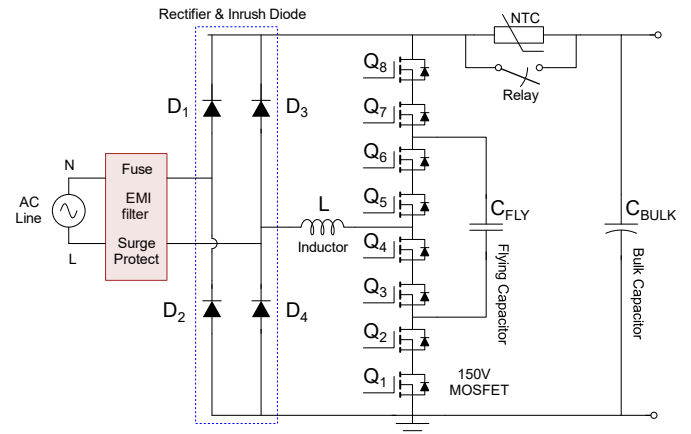 Rectifier & Inrush Diode
NTC
Relay
Q8
Q7
Q6
Q5
Q4
Q3
Q2
Q1
D1
D3
D2
D4
N
AC
Line
L
Fuse
EMI
filter
Surge
Protect
L
Inductor
CFLY
Flying Capacitor
CBULK
Bulk Capacitor
150V
MOSFET